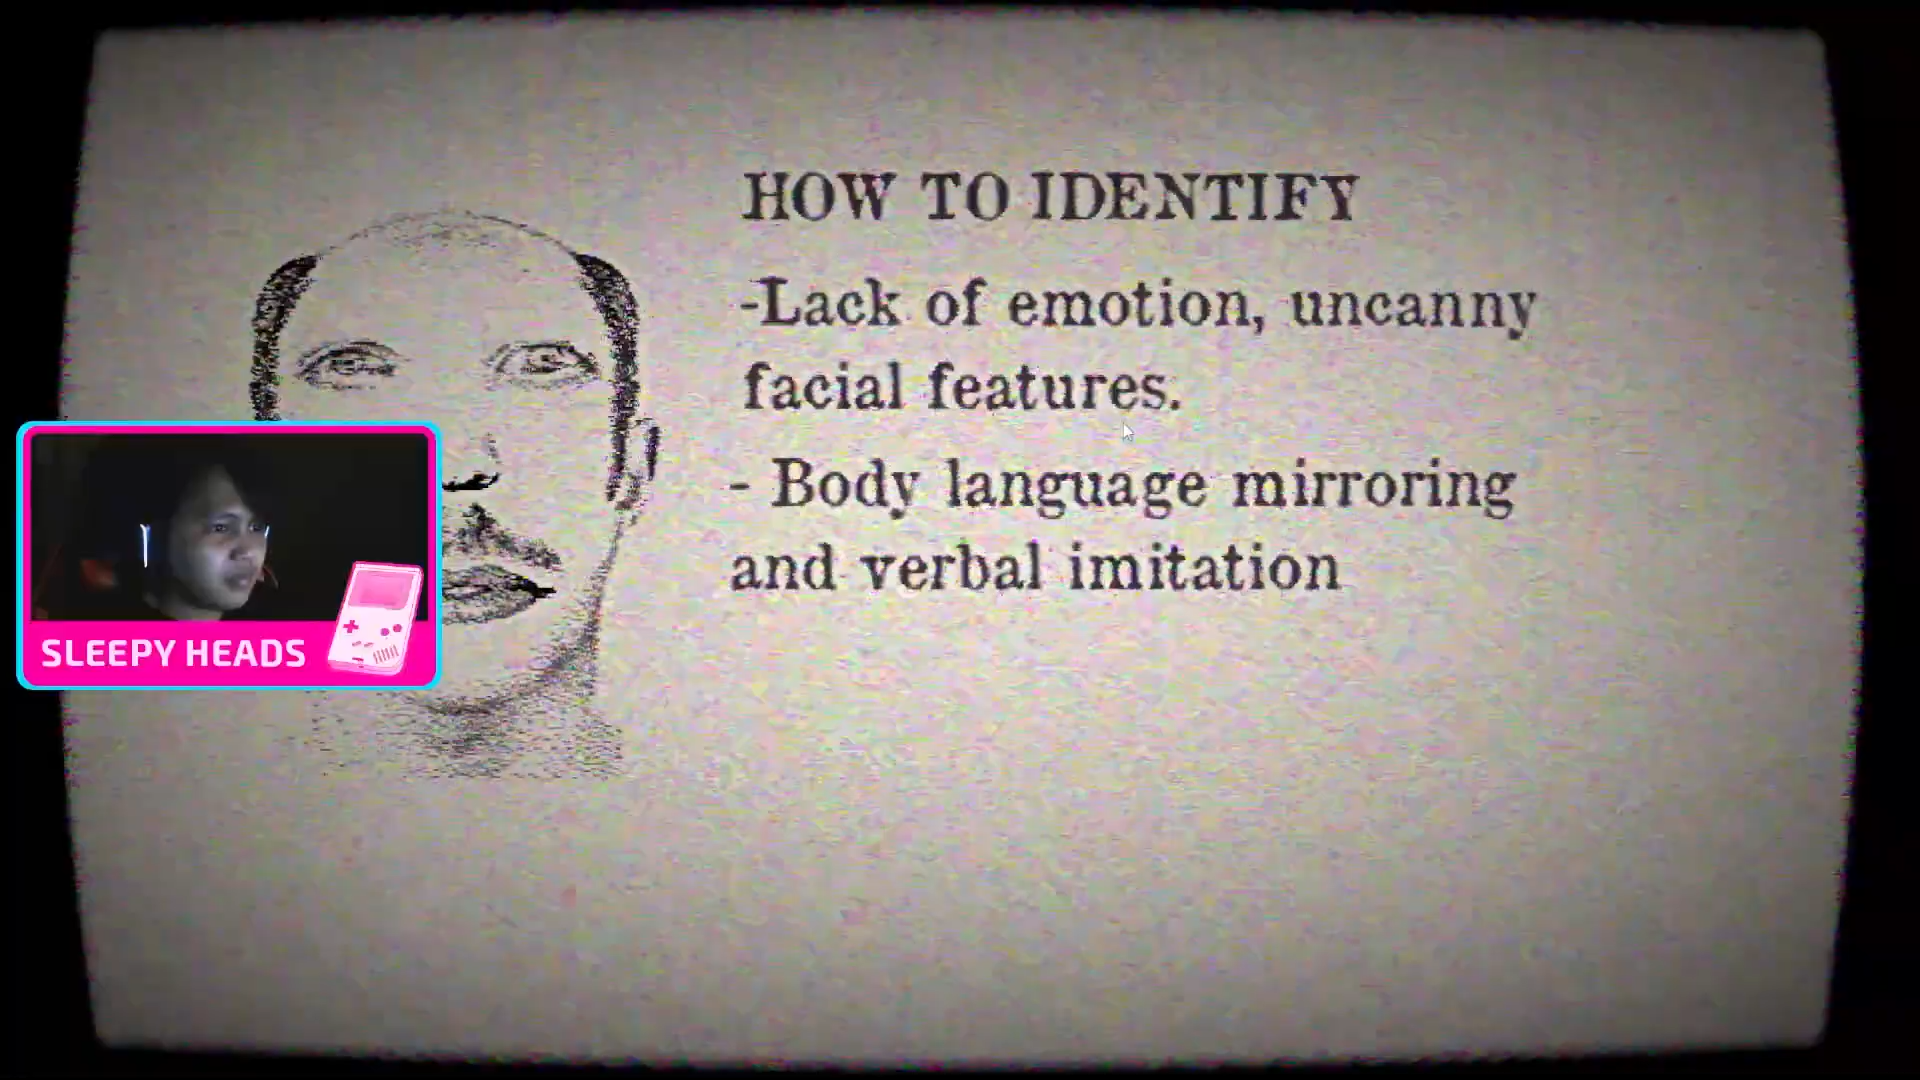 HOW TO IDENTIFY
-Lack of emotion, uncanny
facial features.
- Body language mirroring
and verbal imitation
SLEEPY HEADS